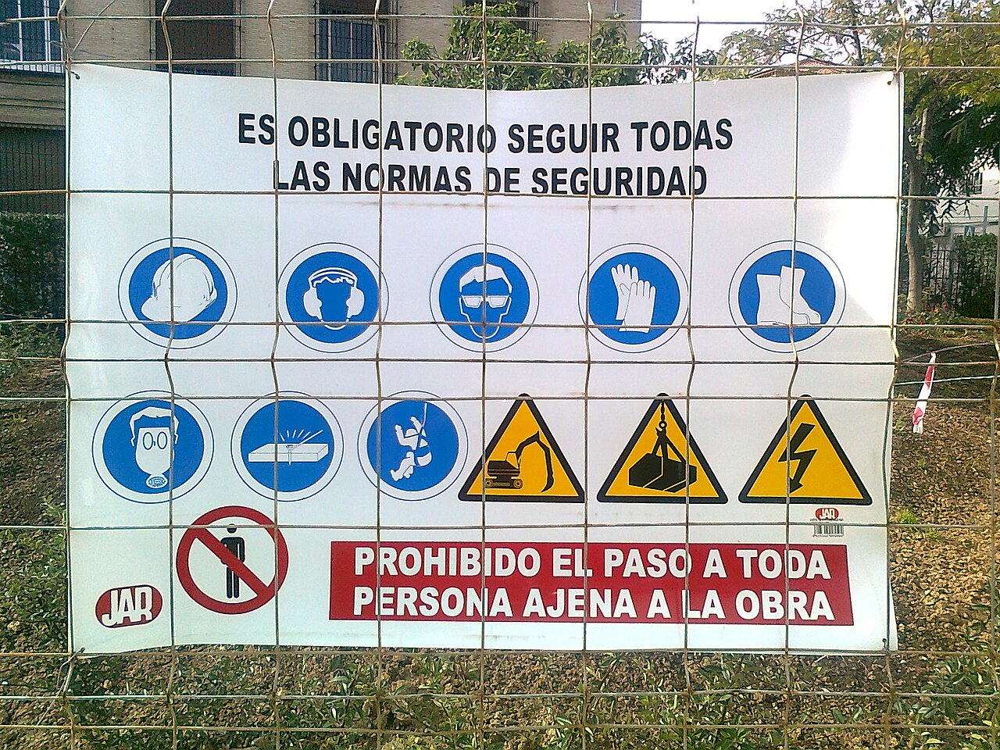 ES OBLIGATORIO SEGUIR TODAS
LAS NORMAS DE SEGURIDAD
JAR
PROHIBIDO EL PASO A TODA
PERSONA AJENA A LA OBRA
JAR